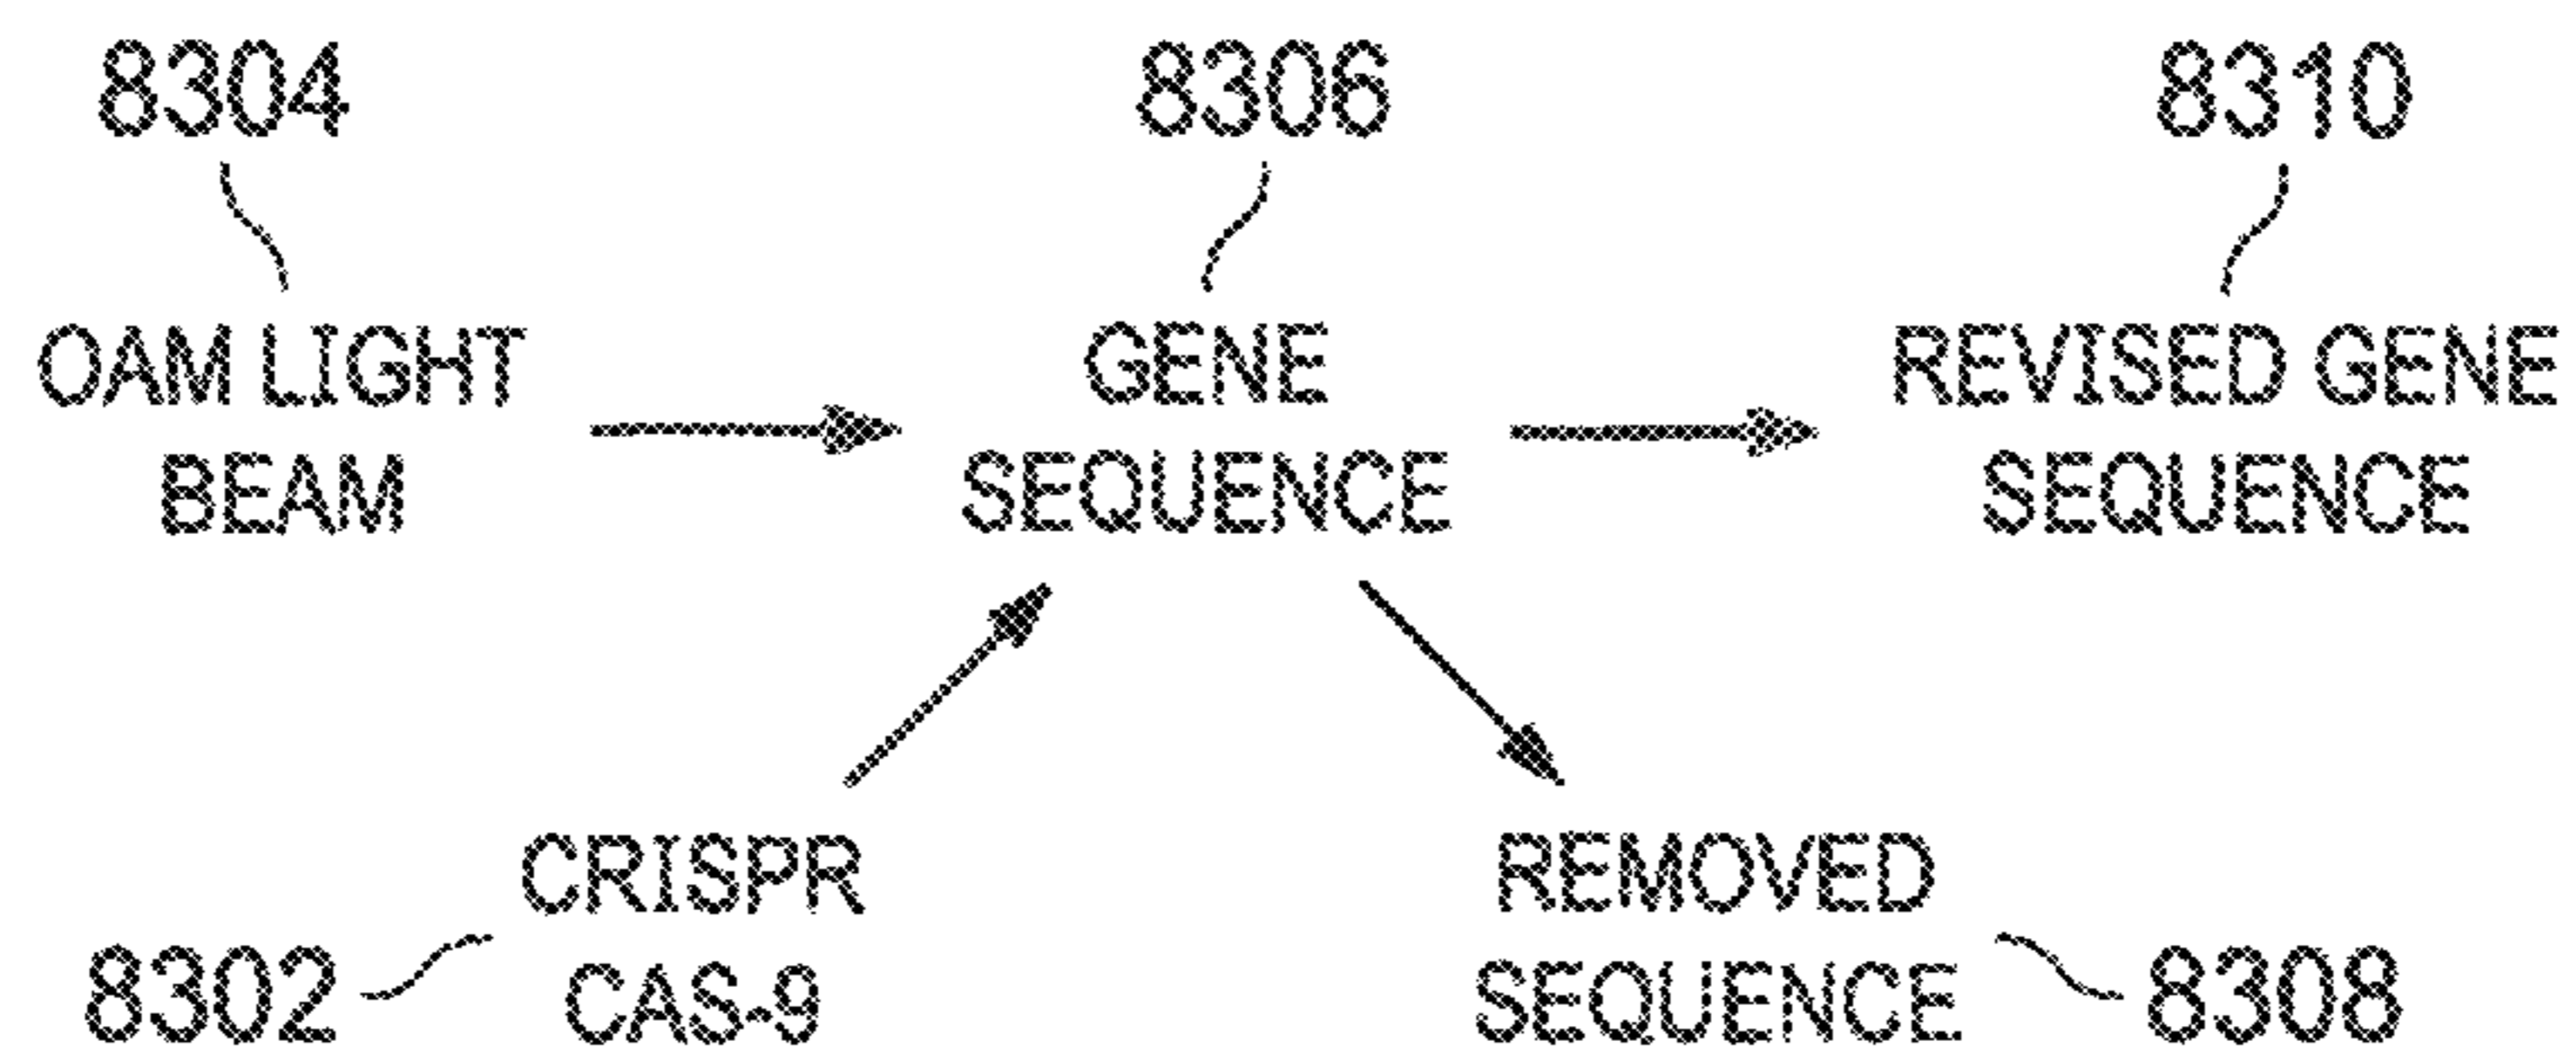 8304
8306
8310
OAM LIGHT
BEAM
GENE
SEQUENCE
REVISED GENE
SEQUENCE
CRISPR
CAS-9
8302
REMOVED
SEQUENCE
8308